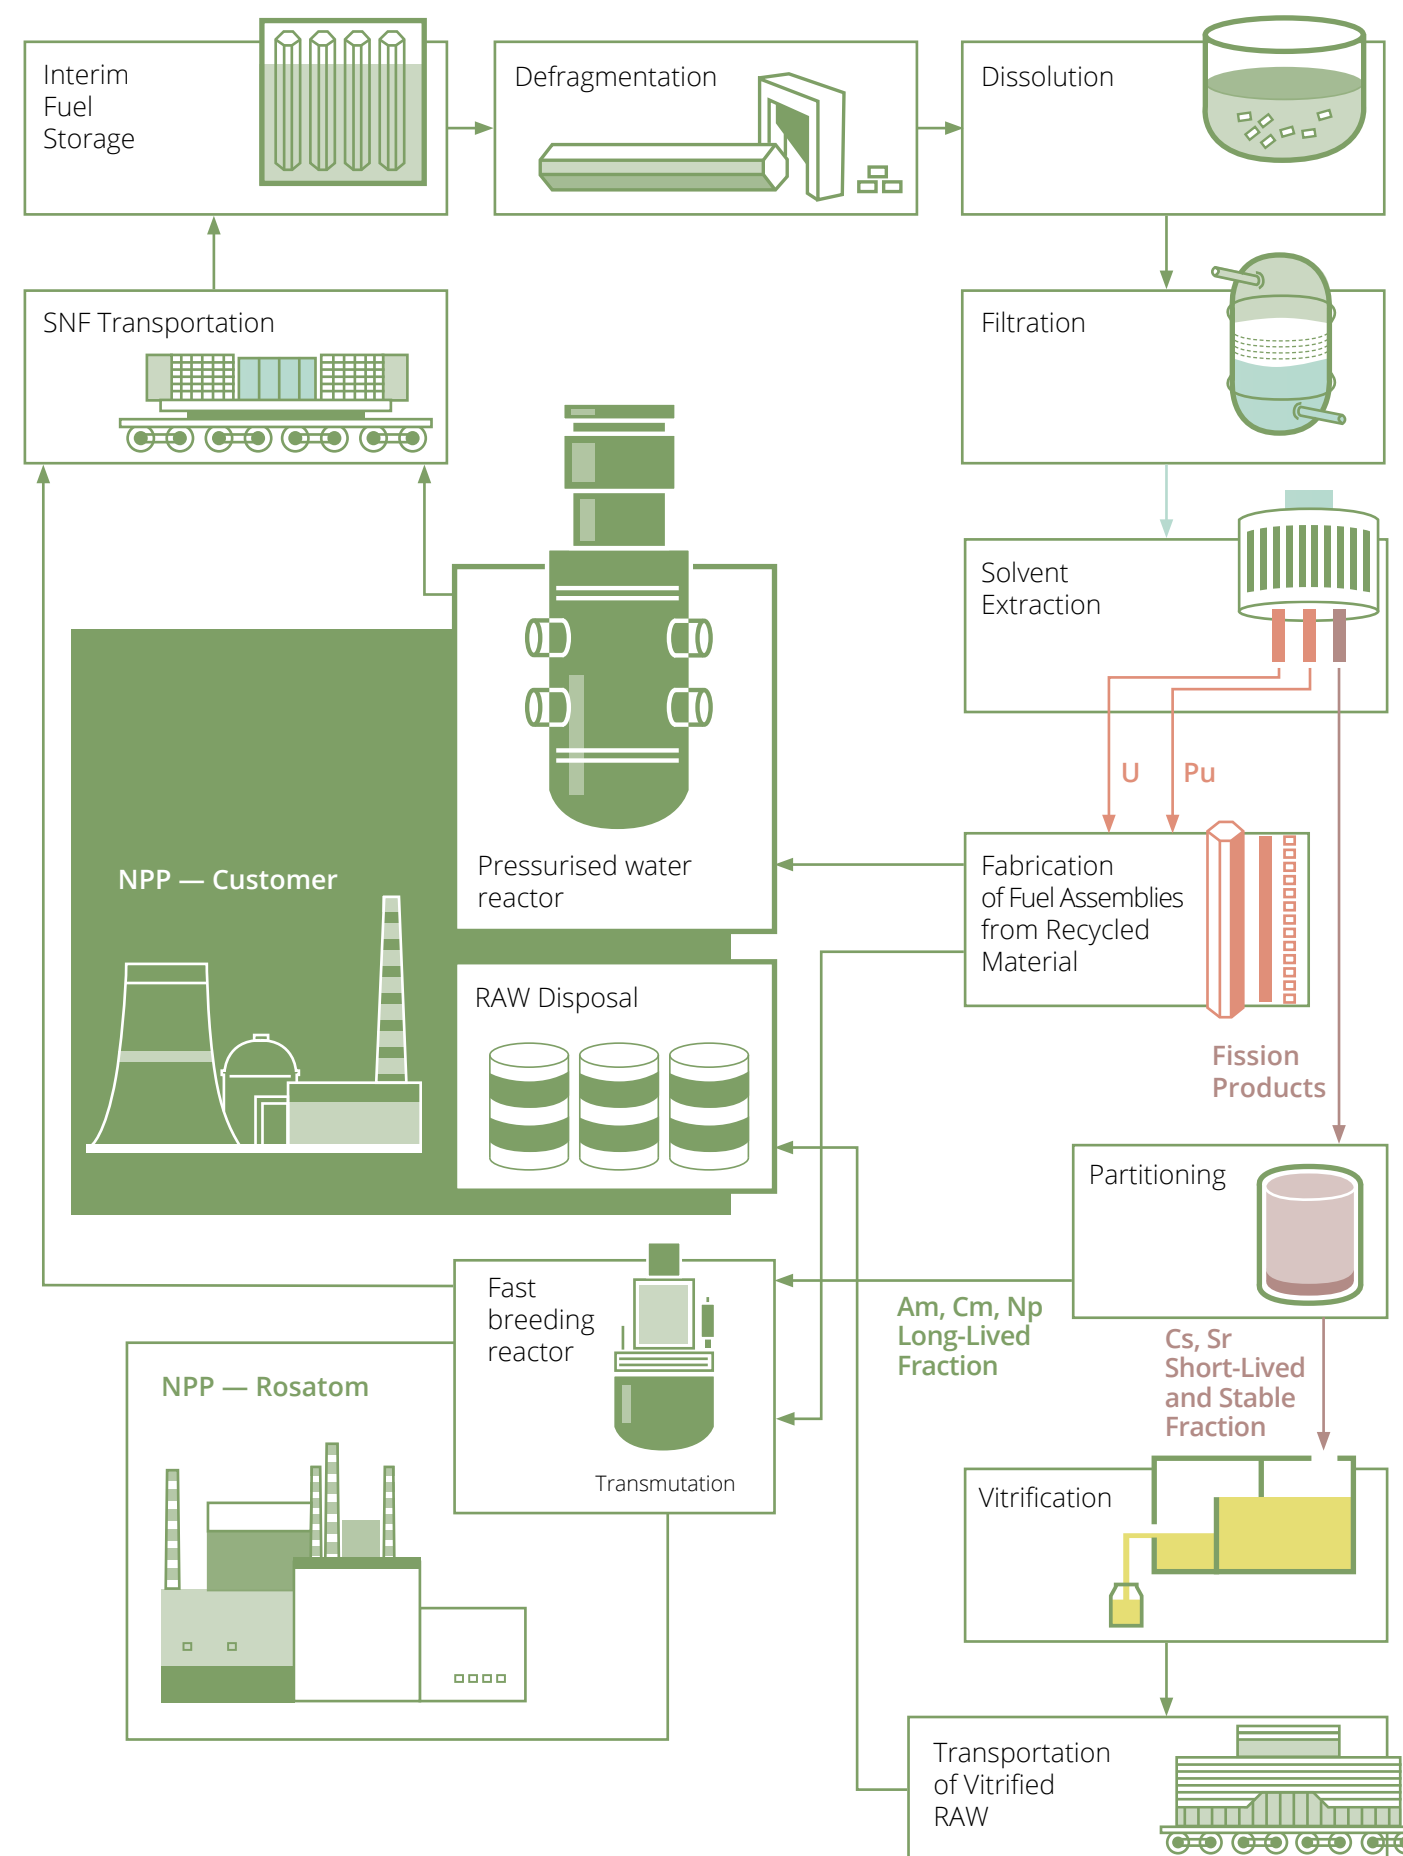 Interim
Fuel
Storage
Defragmentation
Dissolution
SNF Transportation
Filtration
Solvent
Extraction
U
Pu
Pressurised water
reactor
Fabrication
of Fuel Assemblies
from Recycled
Material
NPP — Customer
RAW Disposal
Fission
Products
Partitioning
Fast
breeding
reactor
Transmutation
Am, Cm, Np
Long-Lived
Fraction
Cs, Sr
Short-Lived
and Stable
Fraction
NPP — Rosatom
Vitrification
Transportation
of Vitrified
RAW